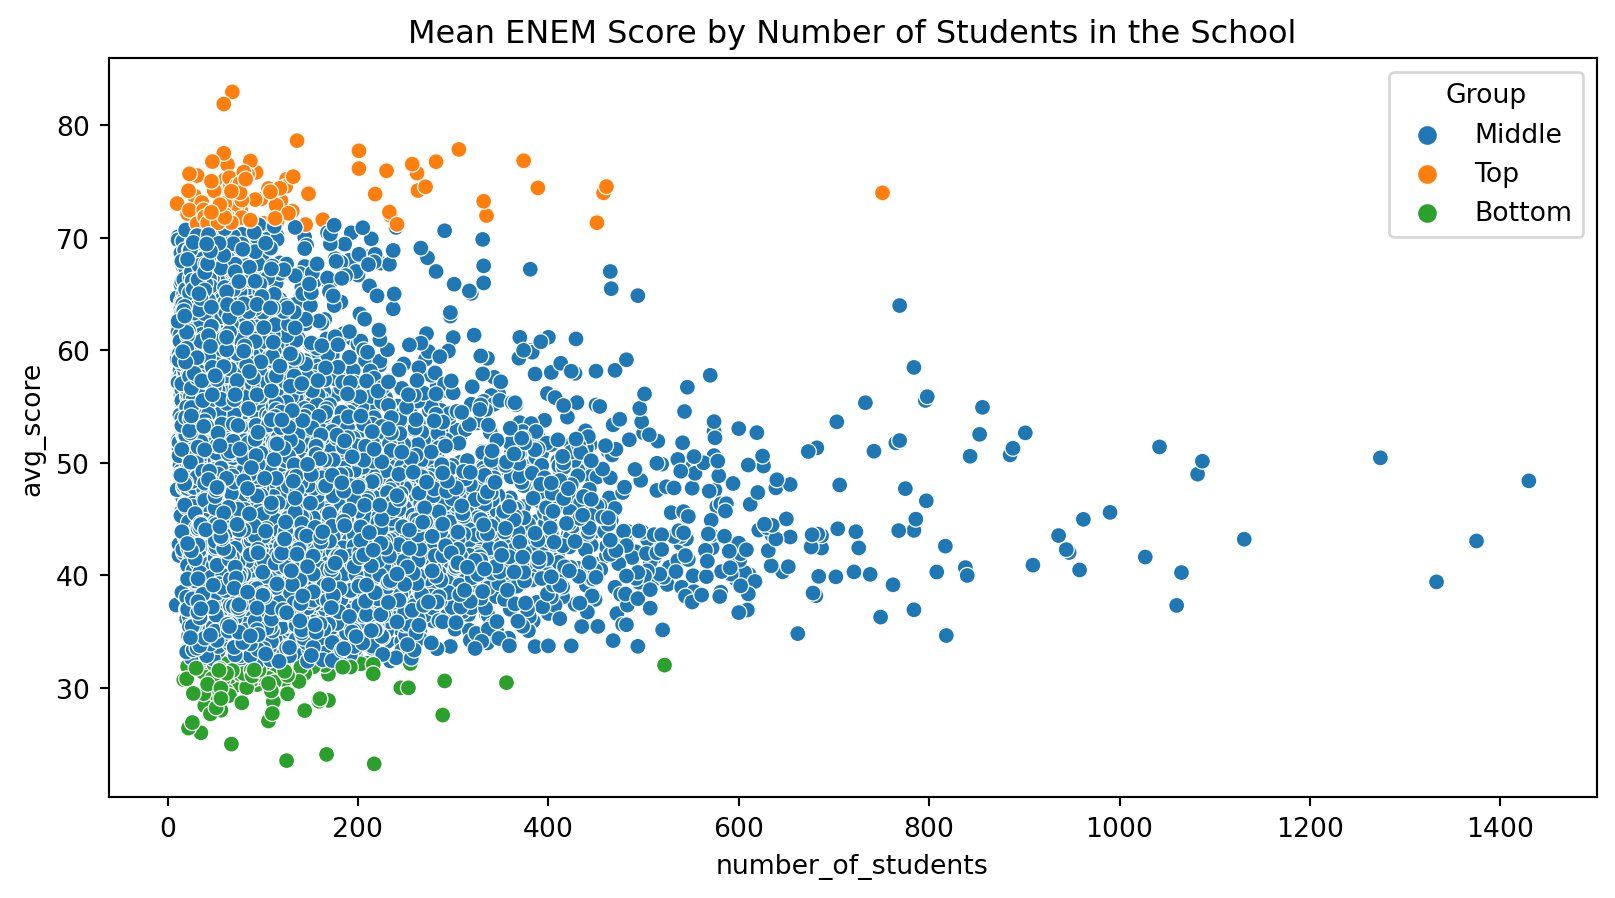 Mean ENEM Score by Number of Students in the School
Group
Middle
Top
Bottom
avg_score
80
70
60
50
40
30
0 200 400 600 800 1000 1200 1400
number_of_students